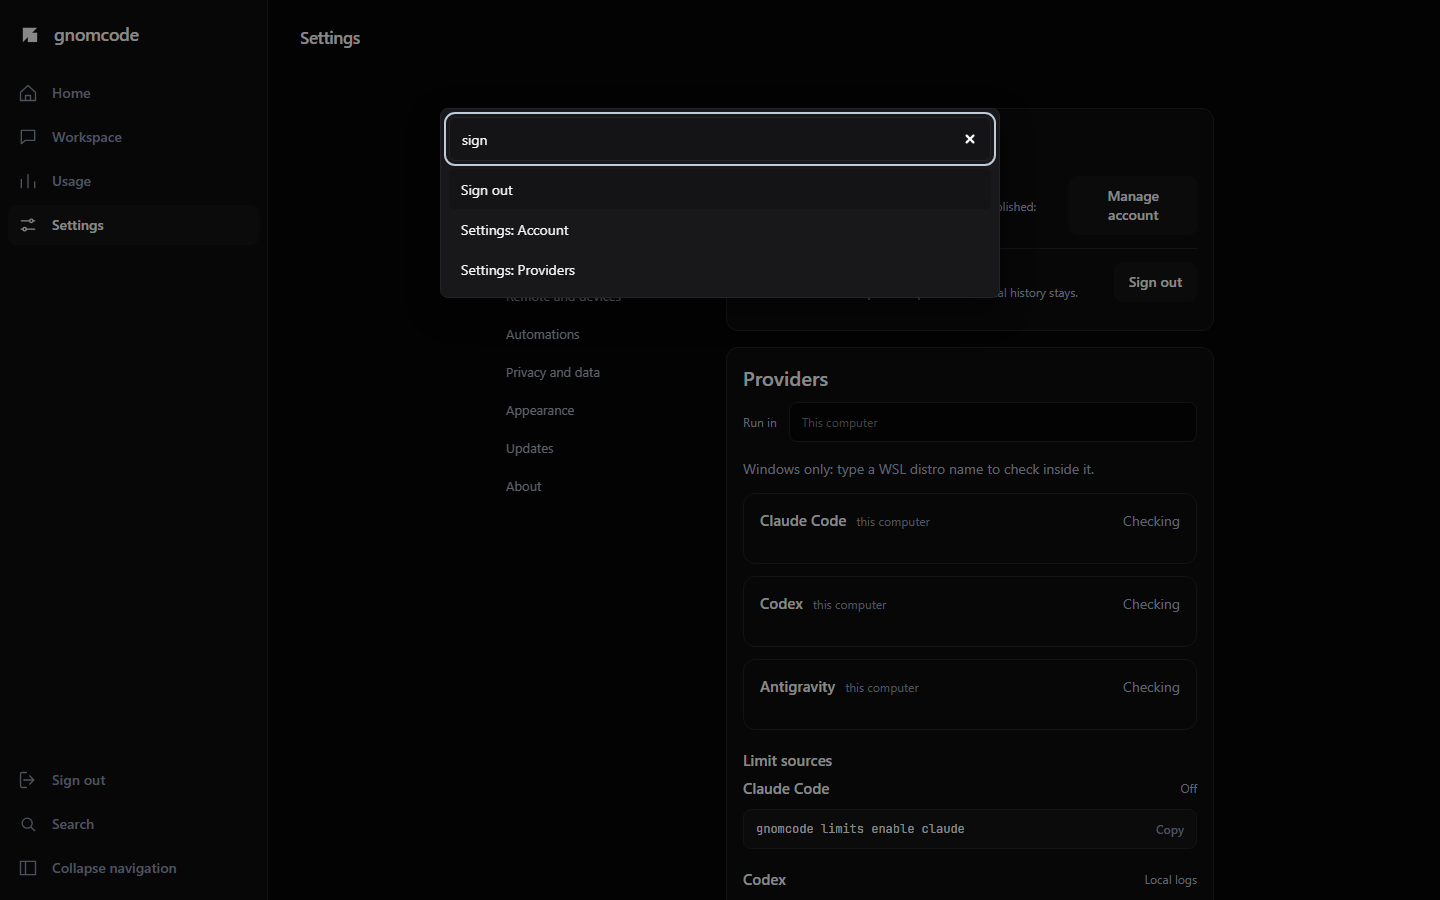 gnomcode
Home
Workspace
Usage
Settings
Sign out
Search
Collapse navigation
Settings
sign
Sign out
Settings: Account
Settings: Providers
Manage
account
Sign out
history stays.
Automations
Privacy and data
Appearance
Updates
About
Providers
Run in This computer
Windows only: type a WSL distro name to check inside it.
Claude Code this computer Checking
Codex this computer Checking
Antigravity this computer Checking
Limit sources
Claude Code Off
gnomcode limits enable claude Copy
Codex Local logs